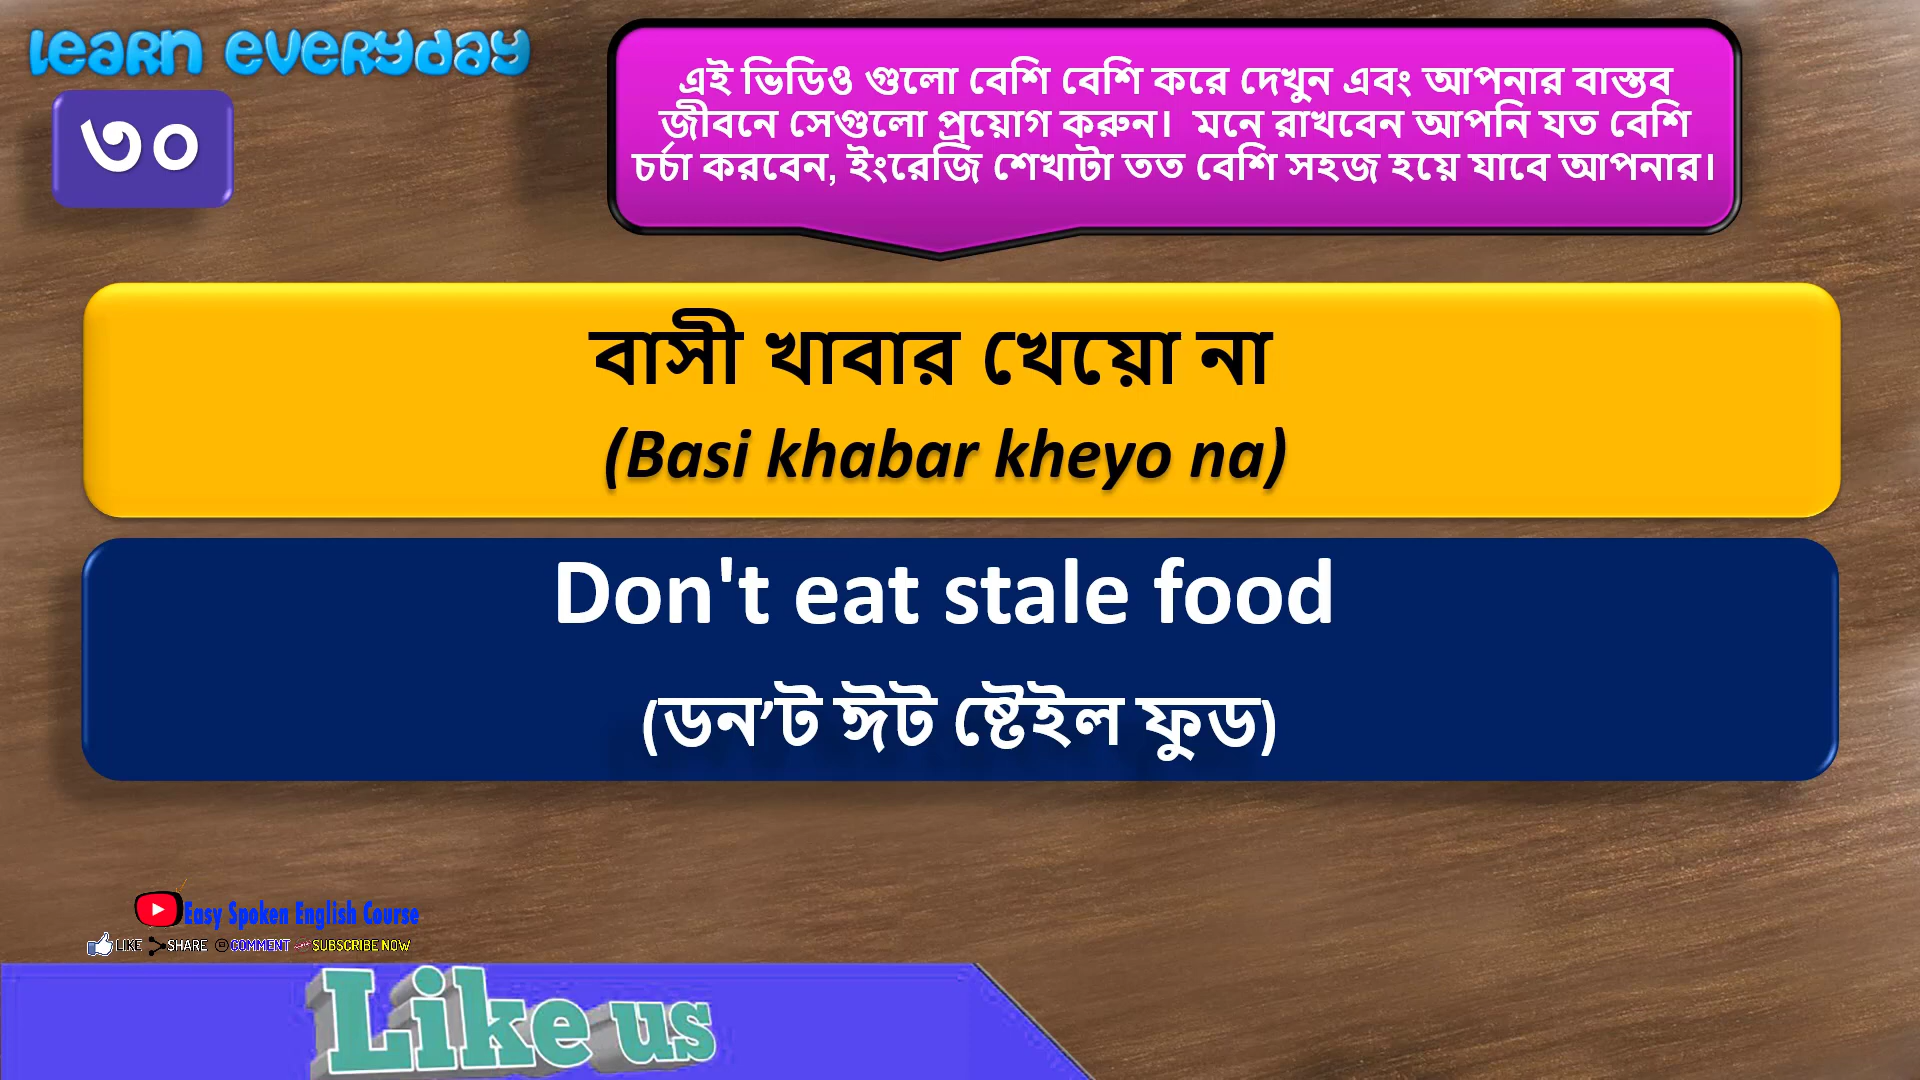 Learn Everyday
৩০
এই ভিডিও গুলো বেশি বেশি করে দেখুন এবং আপনার বাস্তব
জীবনে সেগুলো প্রয়োগ করুন। মনে রাখবেন আপনি যত বেশি
চর্চা করবেন, ইংরেজি শেখাটা তত বেশি সহজ হয়ে যাবে আপনার।
বাসী খাবার খেয়ো না
(Basi khabar kheyo na)
Don't eat stale food
(ডন’ট ঈট ষ্টেইল ফুড)
Easy Spoken English Course
LIKE SHARE COMMENT SUBSCRIBE NOW
Like us